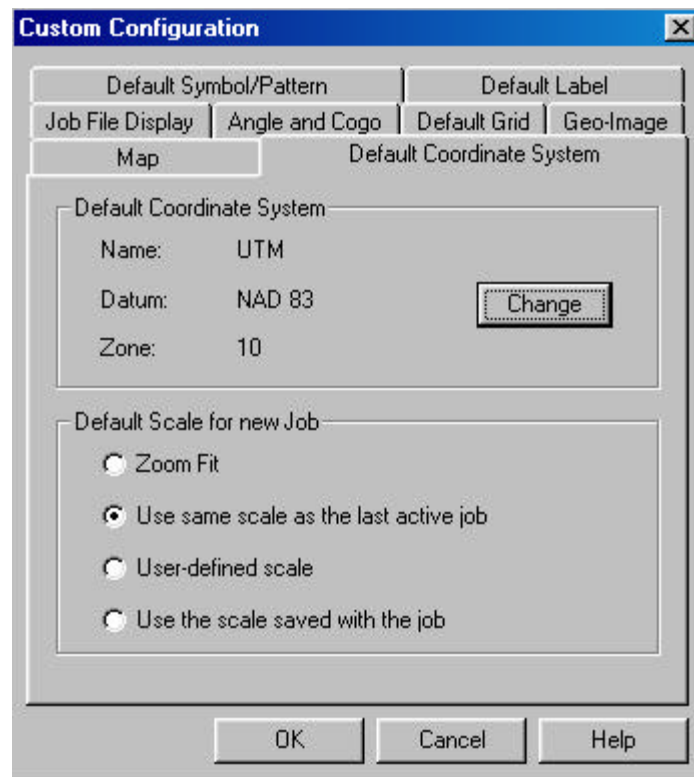 Custom Configuration
Default Symbol/Pattern Default Label
Job File Display Angle and Cogo Default Grid Geo-Image
Map Default Coordinate System
Default Coordinate System
Name: UTM
Datum: NAD 83
Change
Zone: 10
Default Scale for new Job
Zoom Fit
Use same scale as the last active job
User-defined scale
Use the scale saved with the job
OK Cancel Help